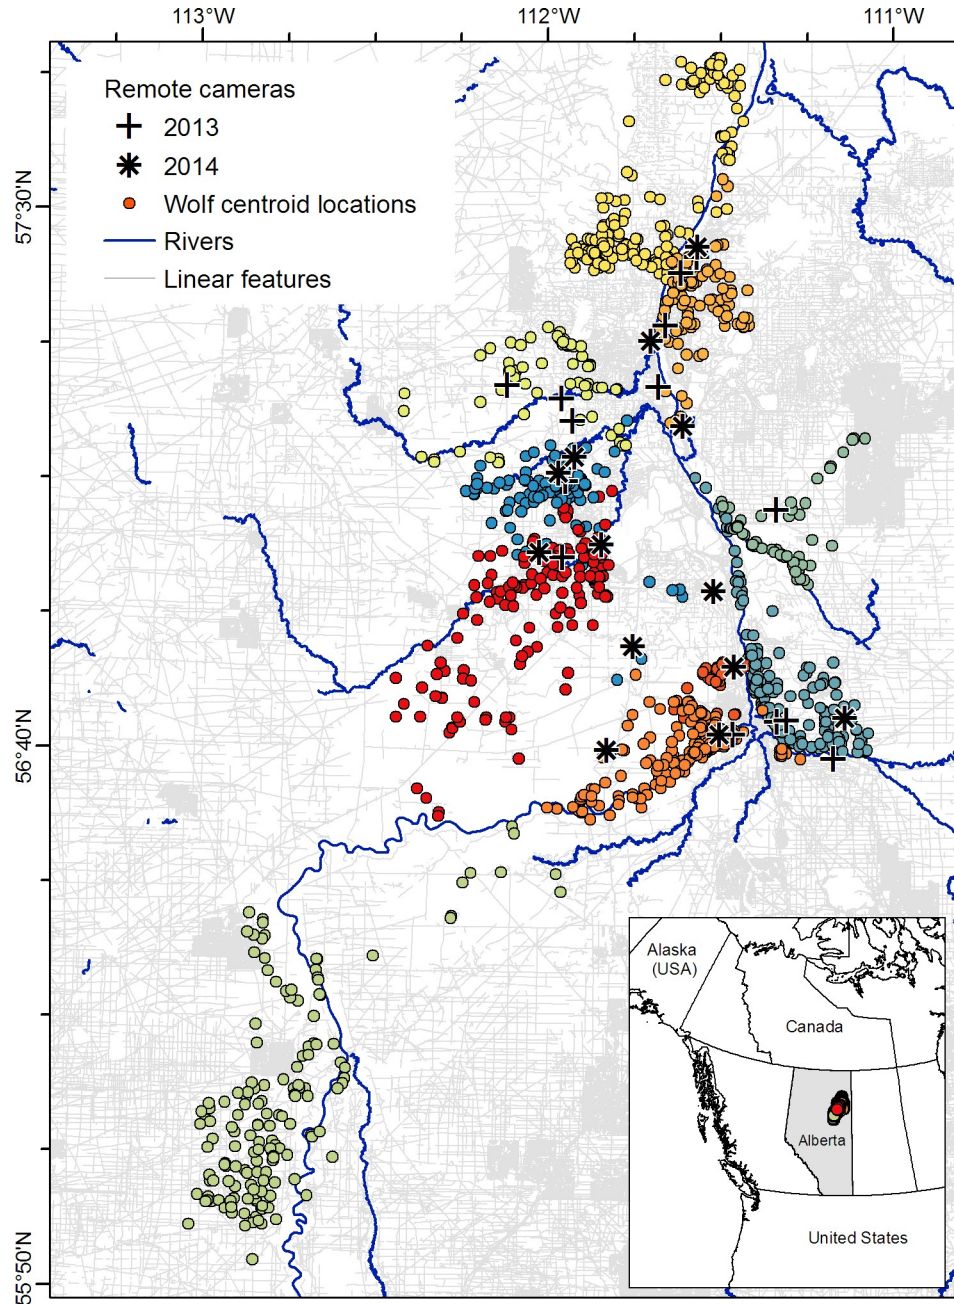 113°W
112°W
111°W
Remote cameras
2013
2014
Wolf centroid locations
Rivers
Linear features
57°30'N
56°40'N
55°50'N
Alaska
(USA)
Canada
Alberta
United States